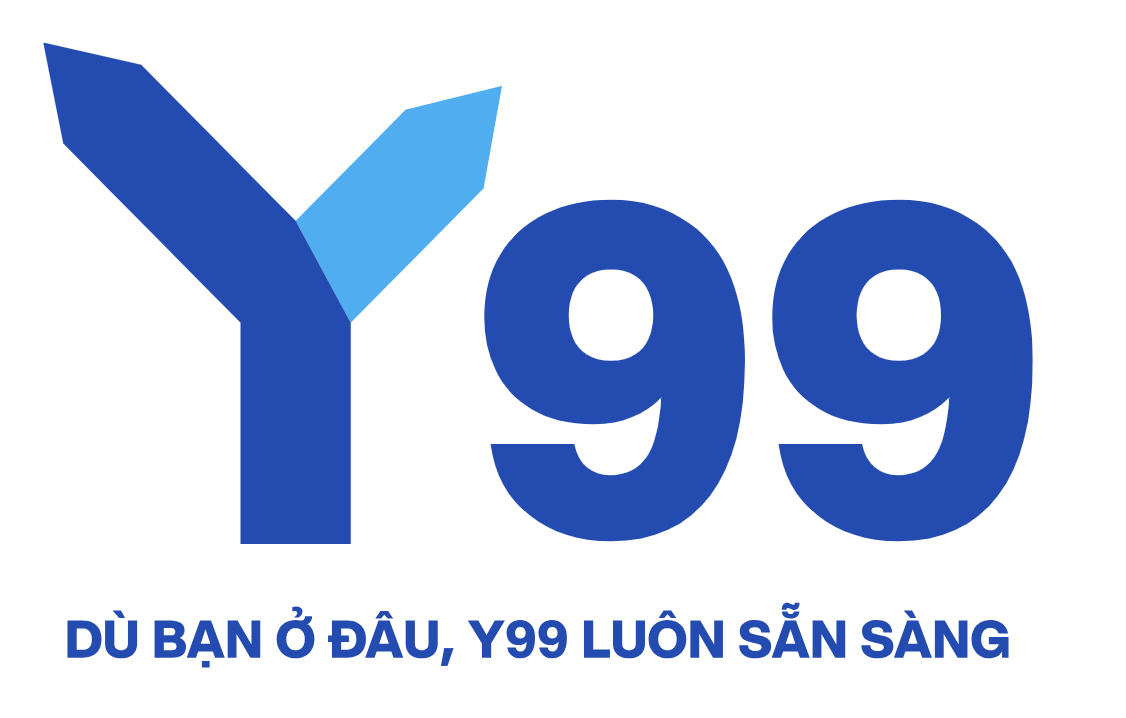 Y99
DÙ BẠN Ở ĐÂU, Y99 LUÔN SẴN SÀNG